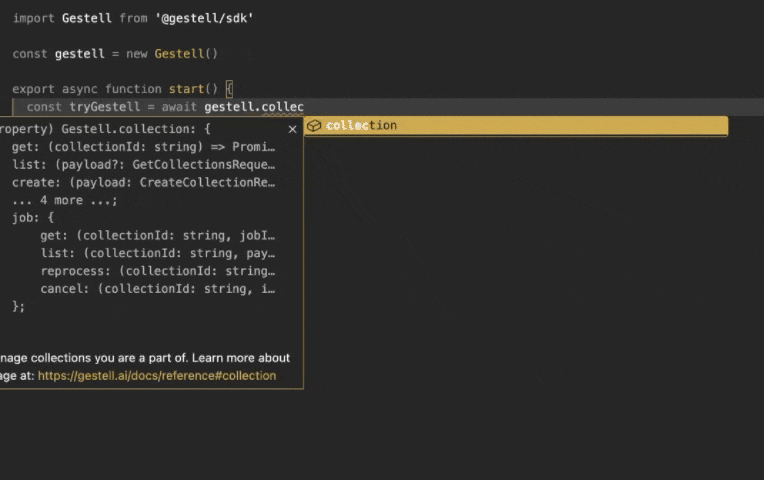 import Gestell from '@gestell/sdk'
const gestell = new Gestell()
export async function start() {
const tryGestell = await gestell.collec
collection
roperty) Gestell.collection: {
get: (collectionId: string) => Promi…
list: (payload?: GetCollectionsReque…
create: (payload: CreateCollectionRe…
... 4 more ...;
job: {
get: (collectionId: string, jobI…
list: (collectionId: string, pay…
reprocess: (collectionId: string…
cancel: (collectionId: string, i…
};
nage collections you are a part of. Learn more about
age at: https://gestell.ai/docs/reference#collection